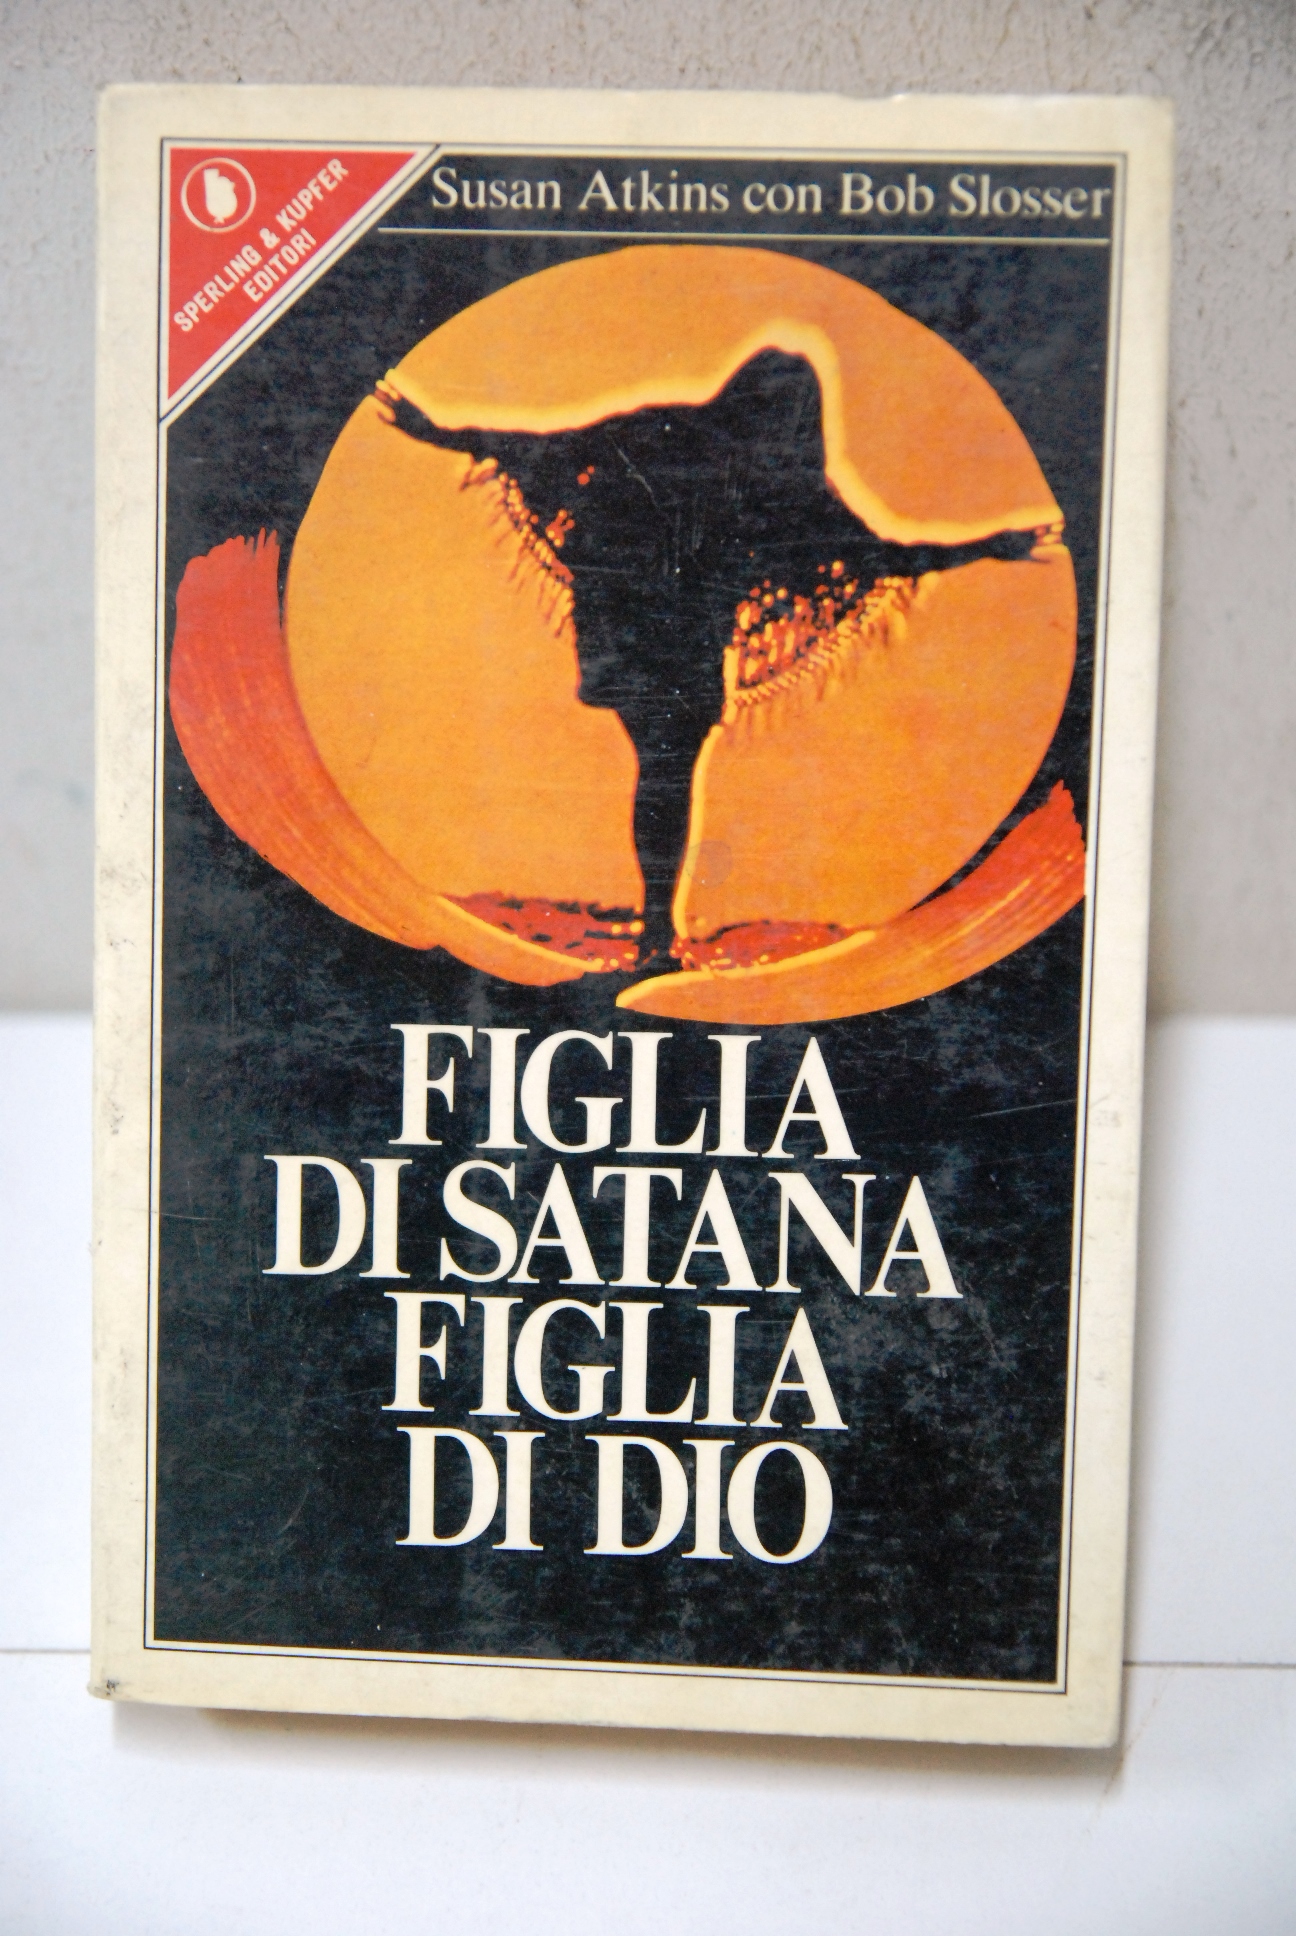 SPERLING & KUPFER
EDITORI
Susan Atkins con Bob Slosser
FIGLIA
DI SATANA
FIGLIA
DI DIO